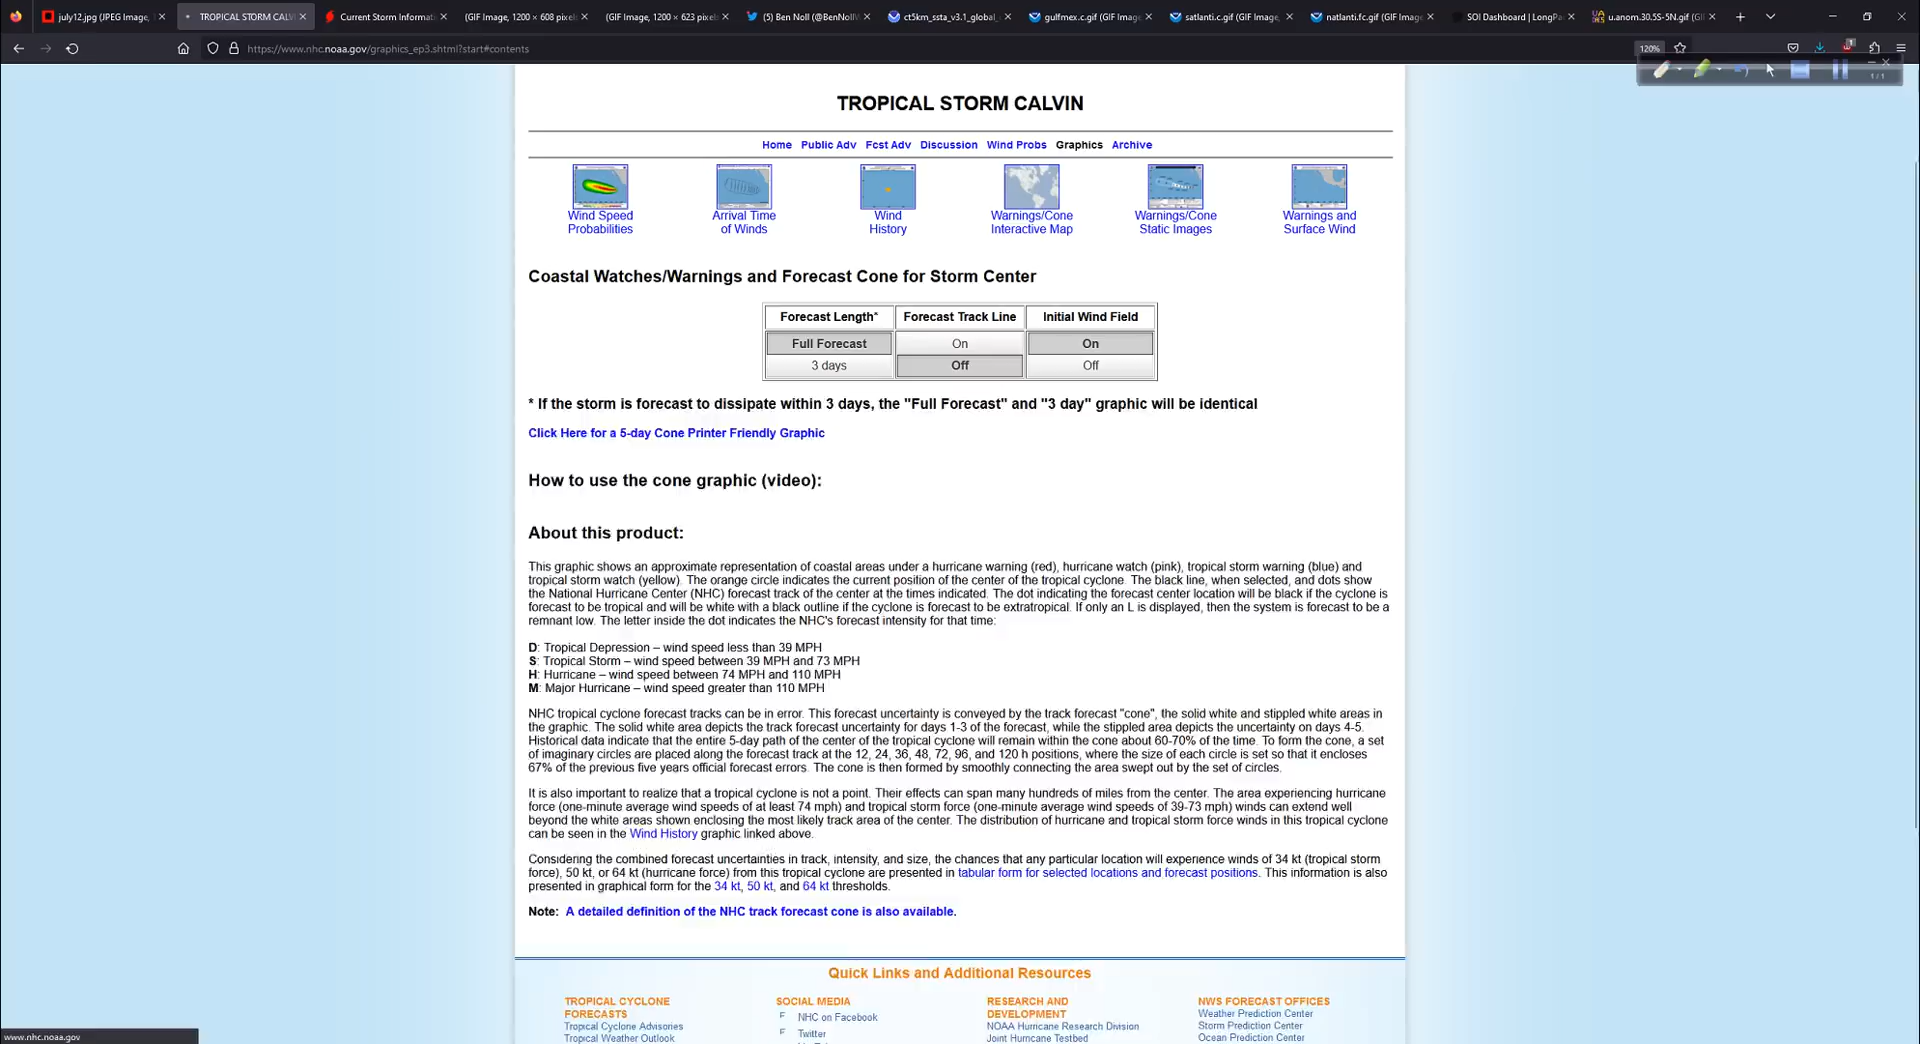 july12.jpg (JPEG Image,
TROPICAL STORM CALVI
Current Storm Informati
(GIF Image, 1200 × 608 pixel
(GIF Image, 1200 × 623 pixel
(5) Ben Noll (@BenNollW
ct5km_ssta_v3.1_global_
gulfmex.c.gif (GIF Image
satlanti.c.gif (GIF Image,
natlanti.fc.gif (GIF Image
SOI Dashboard | LongPa
u.anom.30.5S-5N.gif (GI
https://www.nhc.noaa.gov/graphics_ep3.shtml?start#contents
120%
1
1/1
TROPICAL STORM CALVIN
Home Public Adv Fcst Adv Discussion Wind Probs Graphics Archive
Wind Speed Probabilities
Arrival Time of Winds
Wind History
Warnings/Cone Interactive Map
Warnings/Cone Static Images
Warnings and Surface Wind
Coastal Watches/Warnings and Forecast Cone for Storm Center
Forecast Length* Forecast Track Line Initial Wind Field
Full Forecast On On
3 days Off Off
* If the storm is forecast to dissipate within 3 days, the "Full Forecast" and "3 day" graphic will be identical
Click Here for a 5-day Cone Printer Friendly Graphic
How to use the cone graphic (video):
About this product:
This graphic shows an approximate representation of coastal areas under a hurricane warning (red), hurricane watch (pink), tropical storm warning (blue) and
tropical storm watch (yellow). The orange circle indicates the current position of the center of the tropical cyclone. The black line, when selected, and dots show
the National Hurricane Center (NHC) forecast track of the center at the times indicated. The dot indicating the forecast center location will be black if the cyclone is
forecast to be tropical and will be white with a black outline if the cyclone is forecast to be extratropical. If only an L is displayed, then the system is forecast to be a
remnant low. The letter inside the dot indicates the NHC's forecast intensity for that time:
D: Tropical Depression – wind speed less than 39 MPH
S: Tropical Storm – wind speed between 39 MPH and 73 MPH
H: Hurricane – wind speed between 74 MPH and 110 MPH
M: Major Hurricane – wind speed greater than 110 MPH
NHC tropical cyclone forecast tracks can be in error. This forecast uncertainty is conveyed by the track forecast "cone", the solid white and stippled white areas in
the graphic. The solid white area depicts the track forecast uncertainty for days 1-3 of the forecast, while the stippled area depicts the uncertainty on days 4-5.
Historical data indicate that the entire 5-day path of the center of the tropical cyclone will remain within the cone about 60-70% of the time. To form the cone, a set
of imaginary circles are placed along the forecast track at the 12, 24, 36, 48, 72, 96, and 120 h positions, where the size of each circle is set so that it encloses
67% of the previous five years official forecast errors. The cone is then formed by smoothly connecting the area swept out by the set of circles.
It is also important to realize that a tropical cyclone is not a point. Their effects can span many hundreds of miles from the center. The area experiencing hurricane
force (one-minute average wind speeds of at least 74 mph) and tropical storm force (one-minute average wind speeds of 39-73 mph) winds can extend well
beyond the white areas shown enclosing the most likely track area of the center. The distribution of hurricane and tropical storm force winds in this tropical cyclone
can be seen in the Wind History graphic linked above.
Considering the combined forecast uncertainties in track, intensity, and size, the chances that any particular location will experience winds of 34 kt (tropical storm
force), 50 kt, or 64 kt (hurricane force) from this tropical cyclone are presented in tabular form for selected locations and forecast positions. This information is also
presented in graphical form for the 34 kt, 50 kt, and 64 kt thresholds.
Note: A detailed definition of the NHC track forecast cone is also available.
Quick Links and Additional Resources
TROPICAL CYCLONE
FORECASTS
Tropical Cyclone Advisories
Tropical Weather Outlook
SOCIAL MEDIA
NHC on Facebook
Twitter
RESEARCH AND
DEVELOPMENT
NOAA Hurricane Research Division
Joint Hurricane Testbed
NWS FORECAST OFFICES
Weather Prediction Center
Storm Prediction Center
Ocean Prediction Center
www.nhc.noaa.gov